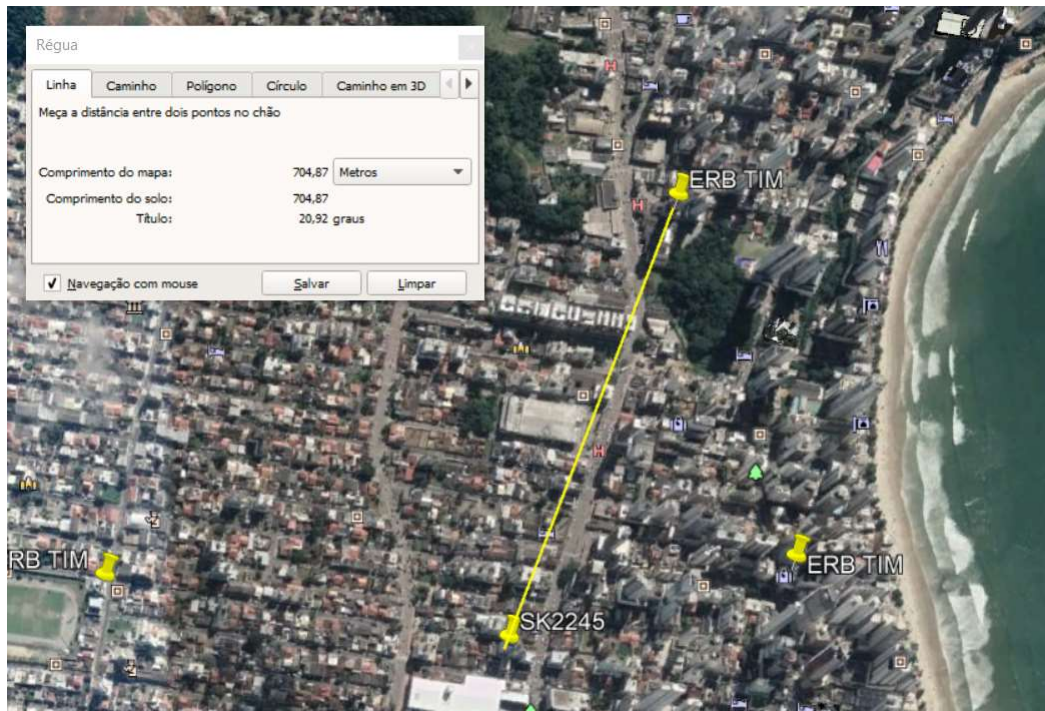 Régua
Linha Caminho Polígono Círculo Caminho em 3D
Meça a distância entre dois pontos no chão
Comprimento do mapa: 704,87 Metros
Comprimento do solo: 704,87
Título: 20,92 graus
Navegação com mouse Salvar Limpar
ERB TIM
H
H
H
RB TIM
ERB TIM
SK2245